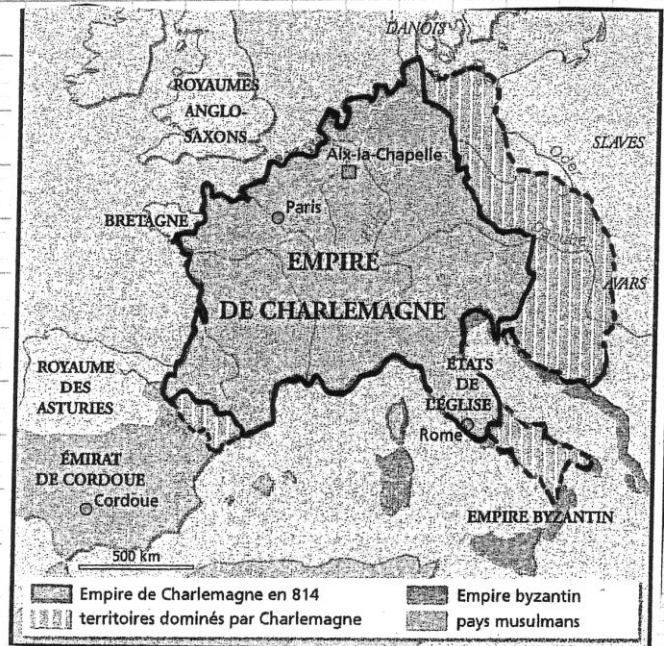 DANOIS
ROYAUMES
ANGLO-
SAXONS
SLAVES
Oder
Aix-la-Chapelle
Paris
BRETAGNE
Danube
EMPIRE
DE CHARLEMAGNE
AVARS
ROYAUME
DES
ASTURIES
ÉTATS
DE
L'ÉGLISE
Rome
ÉMIRAT
DE CORDOUE
Cordoue
EMPIRE BYZANTIN
500 km
Empire de Charlemagne en 814
territoires dominés par Charlemagne
Empire byzantin
pays musulmans